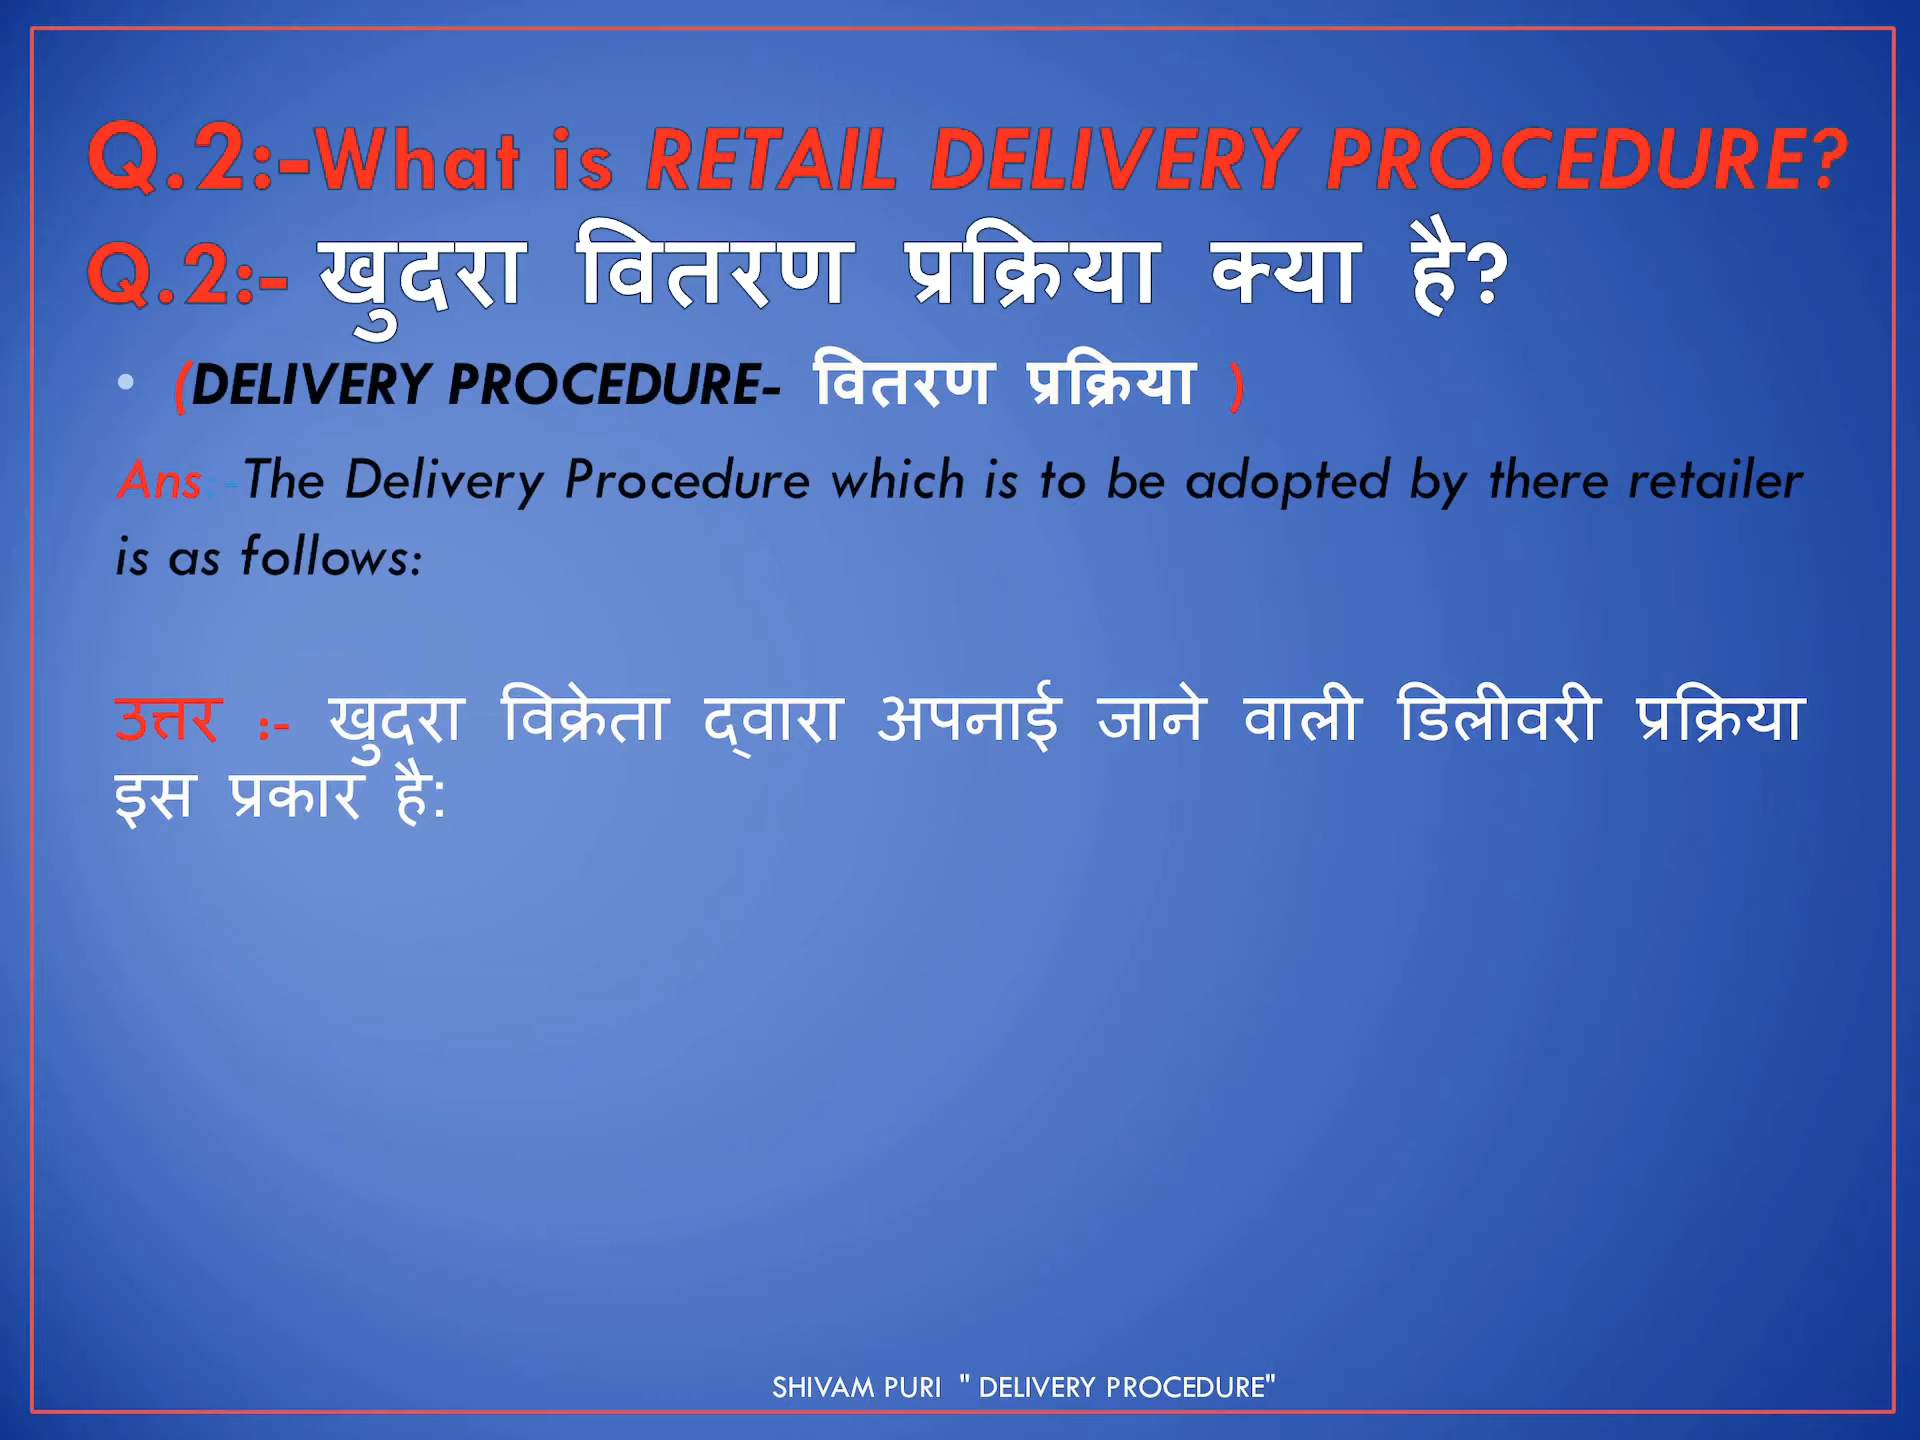 Q.2:-What is RETAIL DELIVERY PROCEDURE?
Q.2:- खुदरा वितरण प्रक्रिया क्या है?
• (DELIVERY PROCEDURE- वितरण प्रक्रिया )
Ans:-The Delivery Procedure which is to be adopted by there retailer
is as follows:
उत्तर :- खुदरा विक्रेता द्वारा अपनाई जाने वाली डिलीवरी प्रक्रिया
इस प्रकार है:
SHIVAM PURI " DELIVERY PROCEDURE"